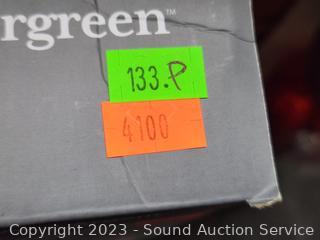 rgreen™
133.P
4100
Copyright 2023 - Sound Auction Service